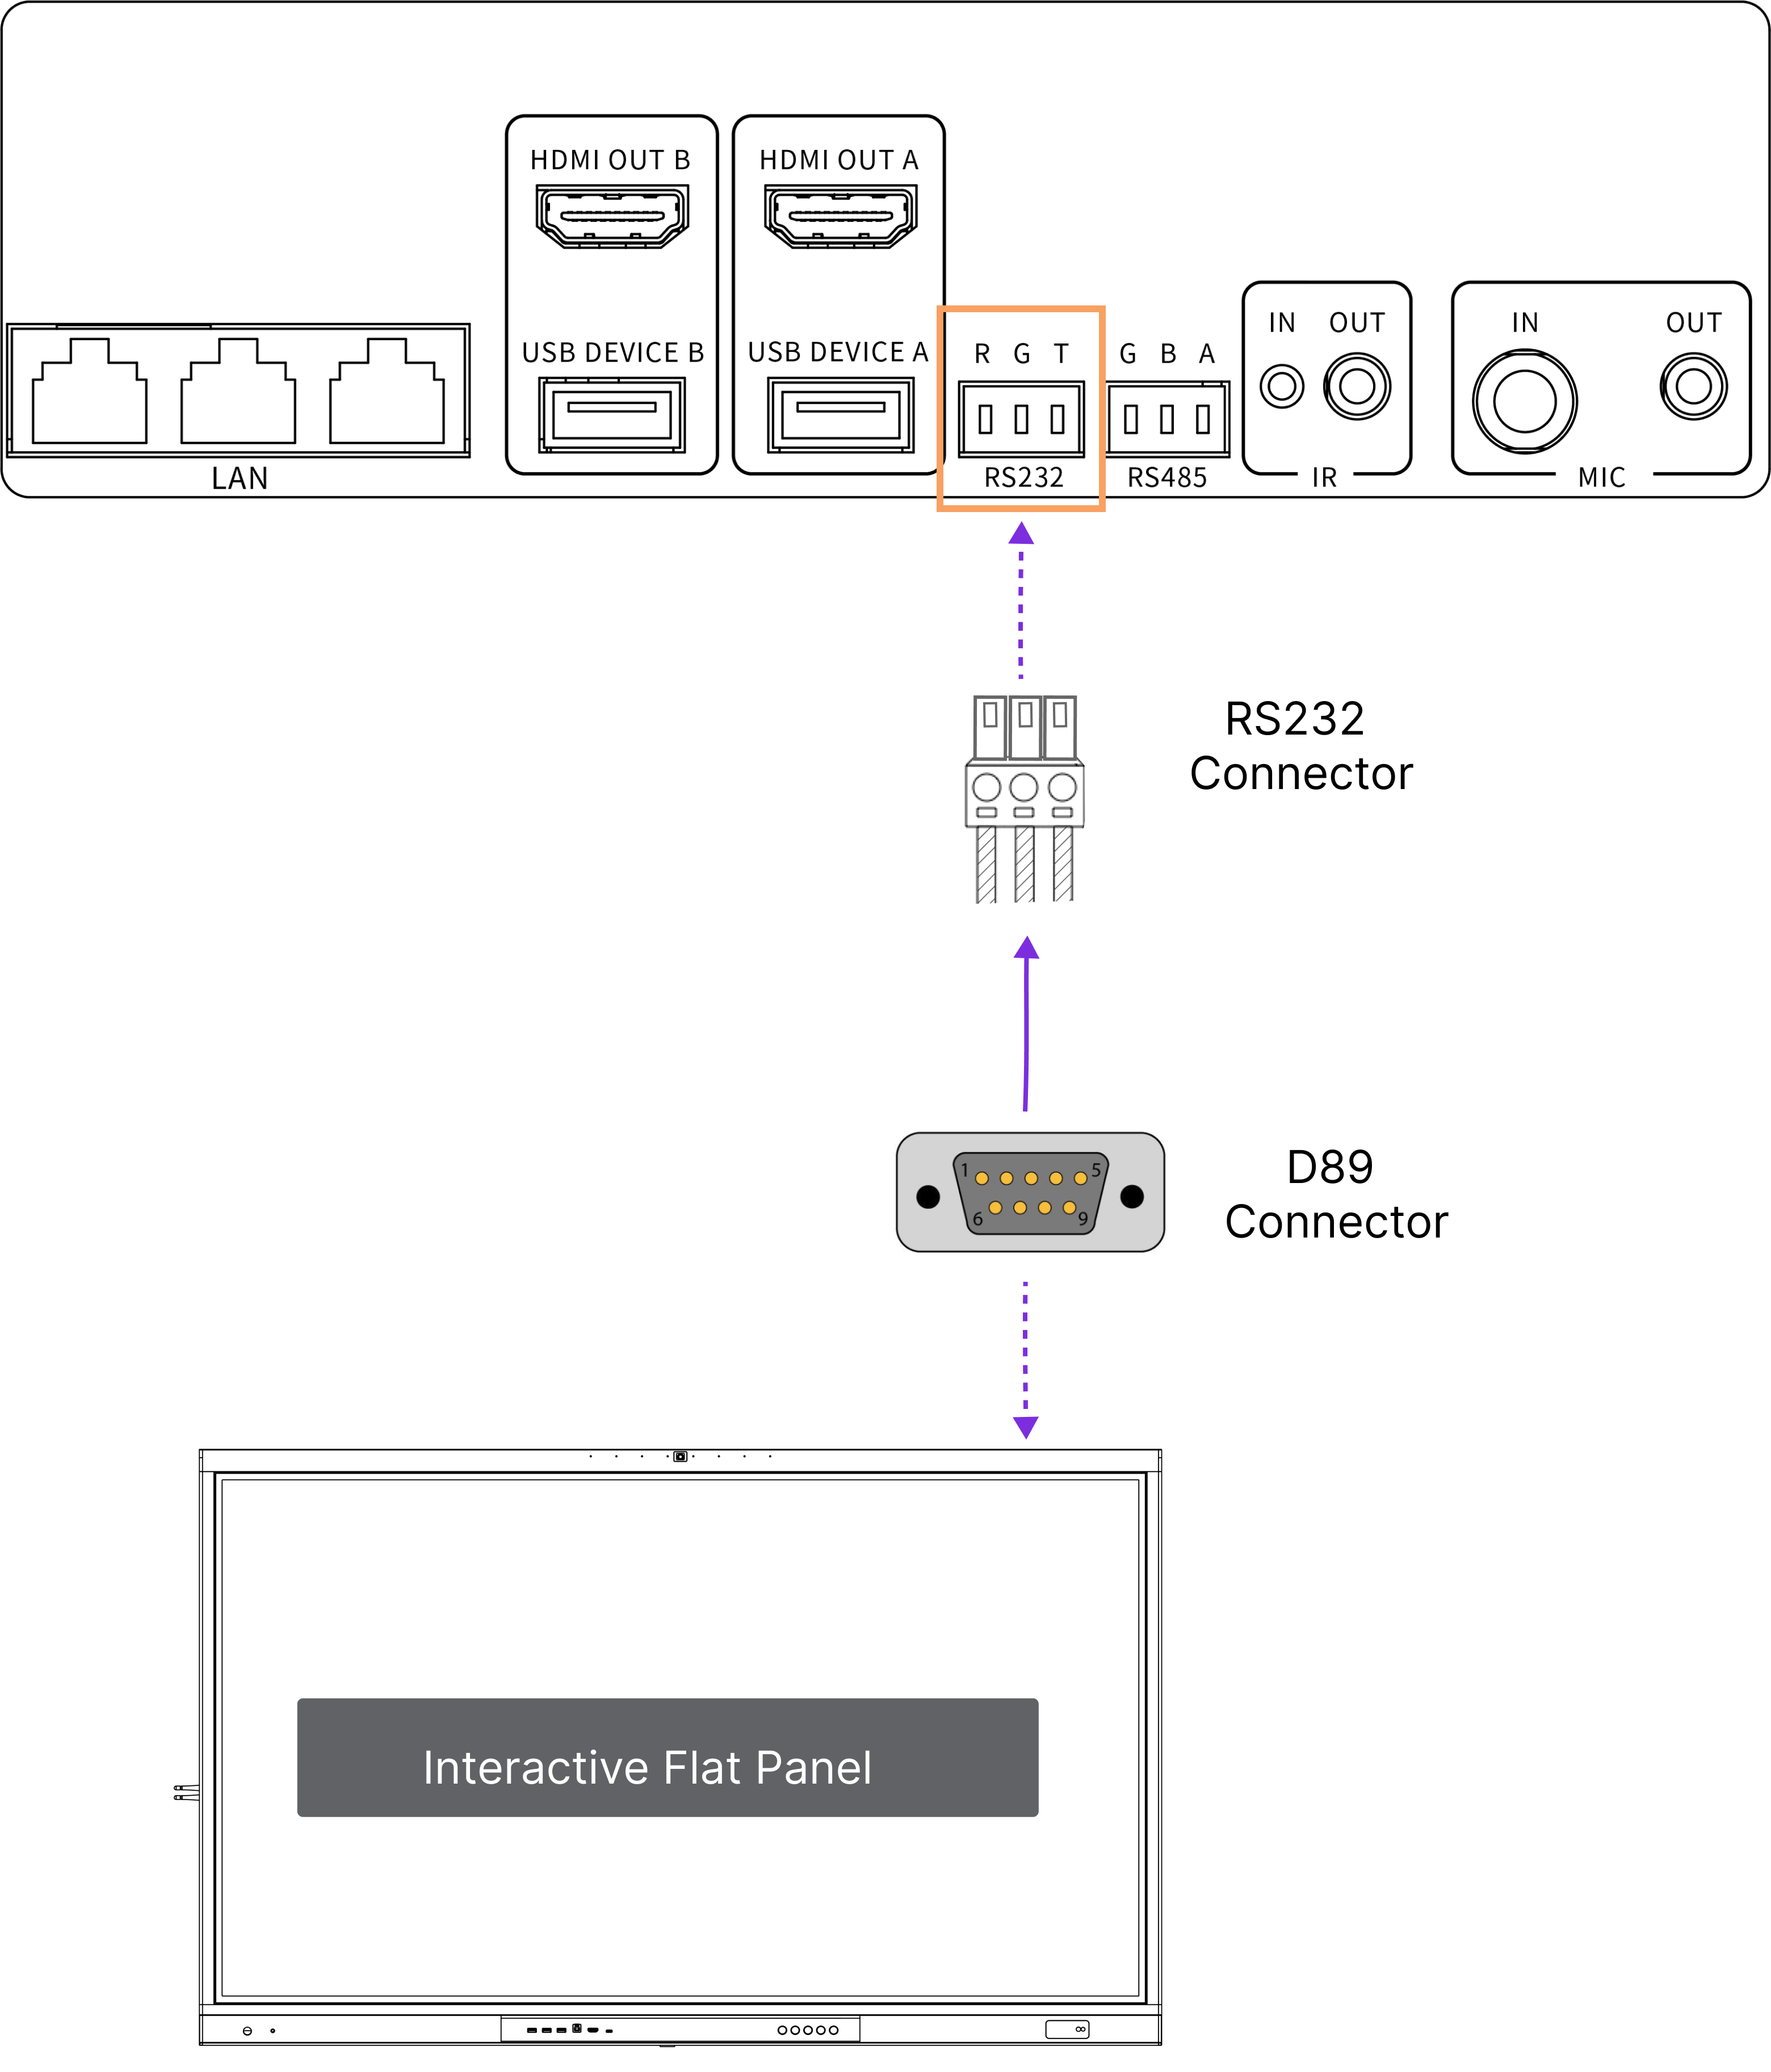 HDMI OUT B
HDMI OUT A
USB DEVICE B
USB DEVICE A
R G T
G B A
IN OUT
IN OUT
LAN
RS232
RS485
IR
MIC
RS232
Connector
1 5
6 9
D89
Connector
Interactive Flat Panel